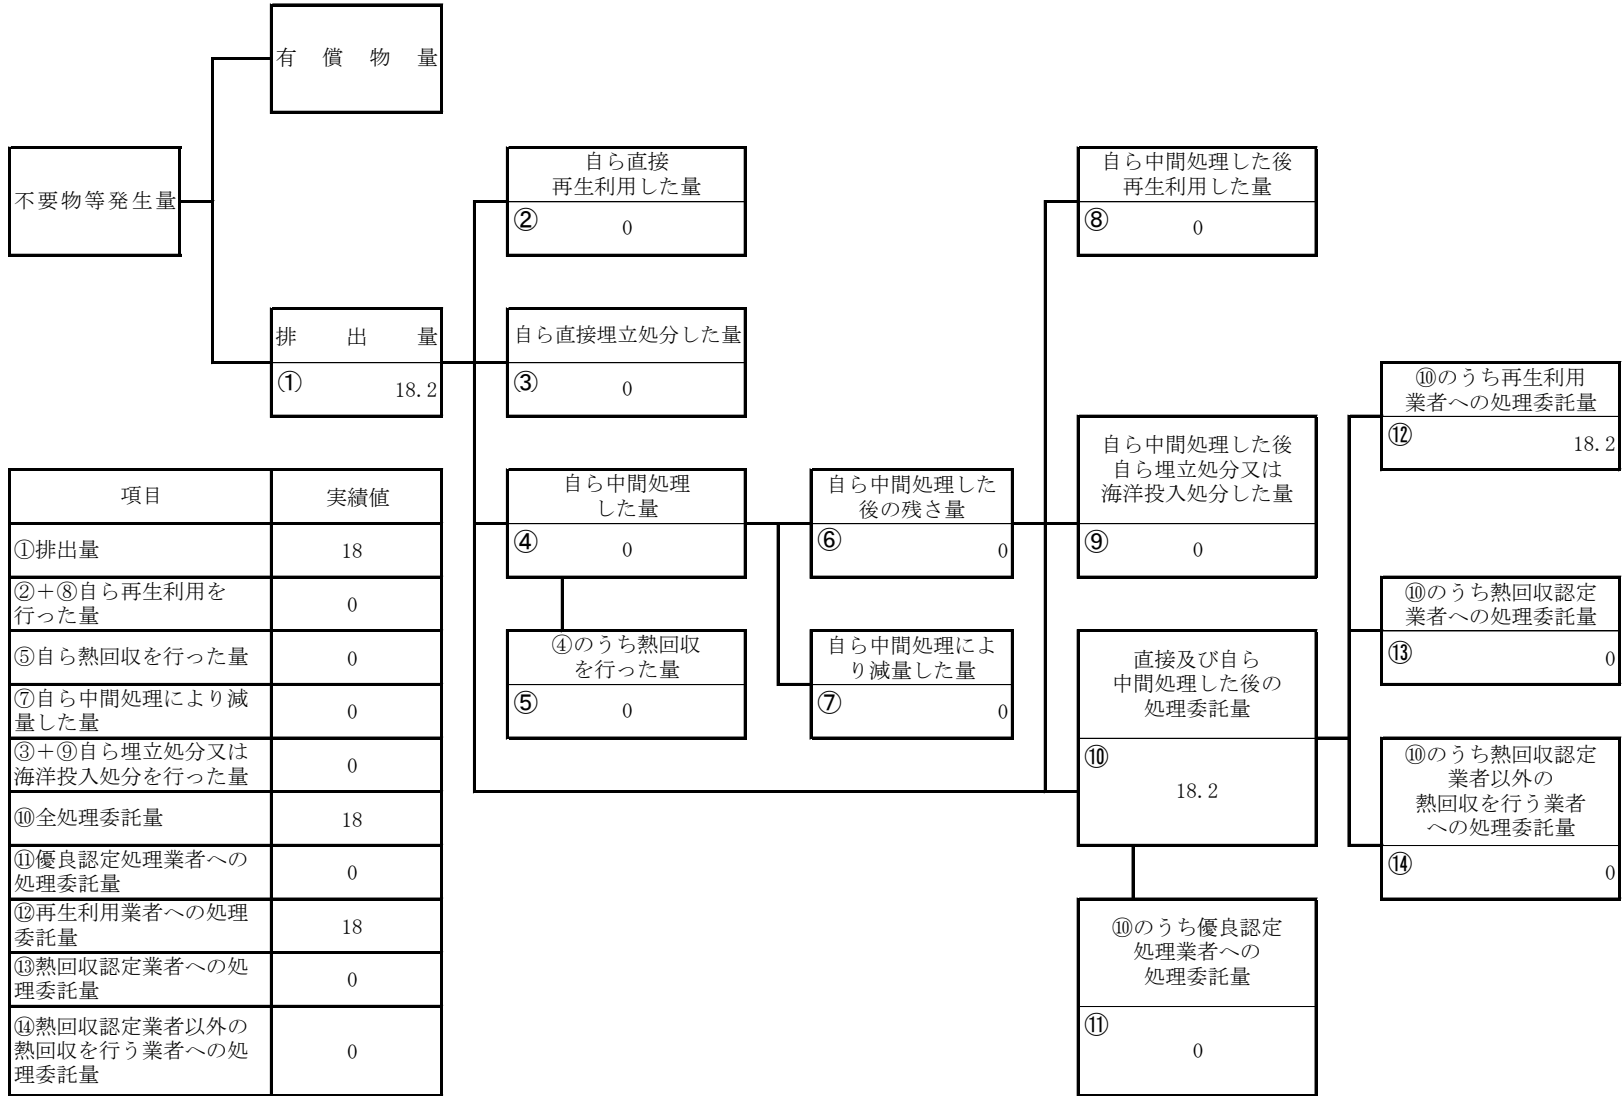 有償物量
不要物等発生量
排出量
① 18.2
自ら直接
再生利用した量
② 0
自ら直接埋立処分した量
③ 0
自ら中間処理
した量
④ 0
④のうち熱回収
を行った量
⑤ 0
自ら中間処理した
後の残さ量
⑥ 0
自ら中間処理によ
り減量した量
⑦ 0
自ら中間処理した後
再生利用した量
⑧ 0
自ら中間処理した後
自ら埋立処分又は
海洋投入処分した量
⑨ 0
直接及び自ら
中間処理した後の
処理委託量
⑩
18.2
⑩のうち優良認定
処理業者への
処理委託量
⑪
0
⑩のうち再生利用
業者への処理委託量
⑫ 18.2
⑩のうち熱回収認定
業者への処理委託量
⑬ 0
⑩のうち熱回収認定
業者以外の
熱回収を行う業者
への処理委託量
⑭ 0
項目 実績値
①排出量 18
②+⑧自ら再生利用を
行った量 0
⑤自ら熱回収を行った量 0
⑦自ら中間処理により減
量した量 0
③+⑨自ら埋立処分又は
海洋投入処分を行った量 0
⑩全処理委託量 18
⑪優良認定処理業者への
処理委託量 0
⑫再生利用業者への処理
委託量 18
⑬熱回収認定業者への処
理委託量 0
⑭熱回収認定業者以外の
熱回収を行う業者への処 0
理委託量